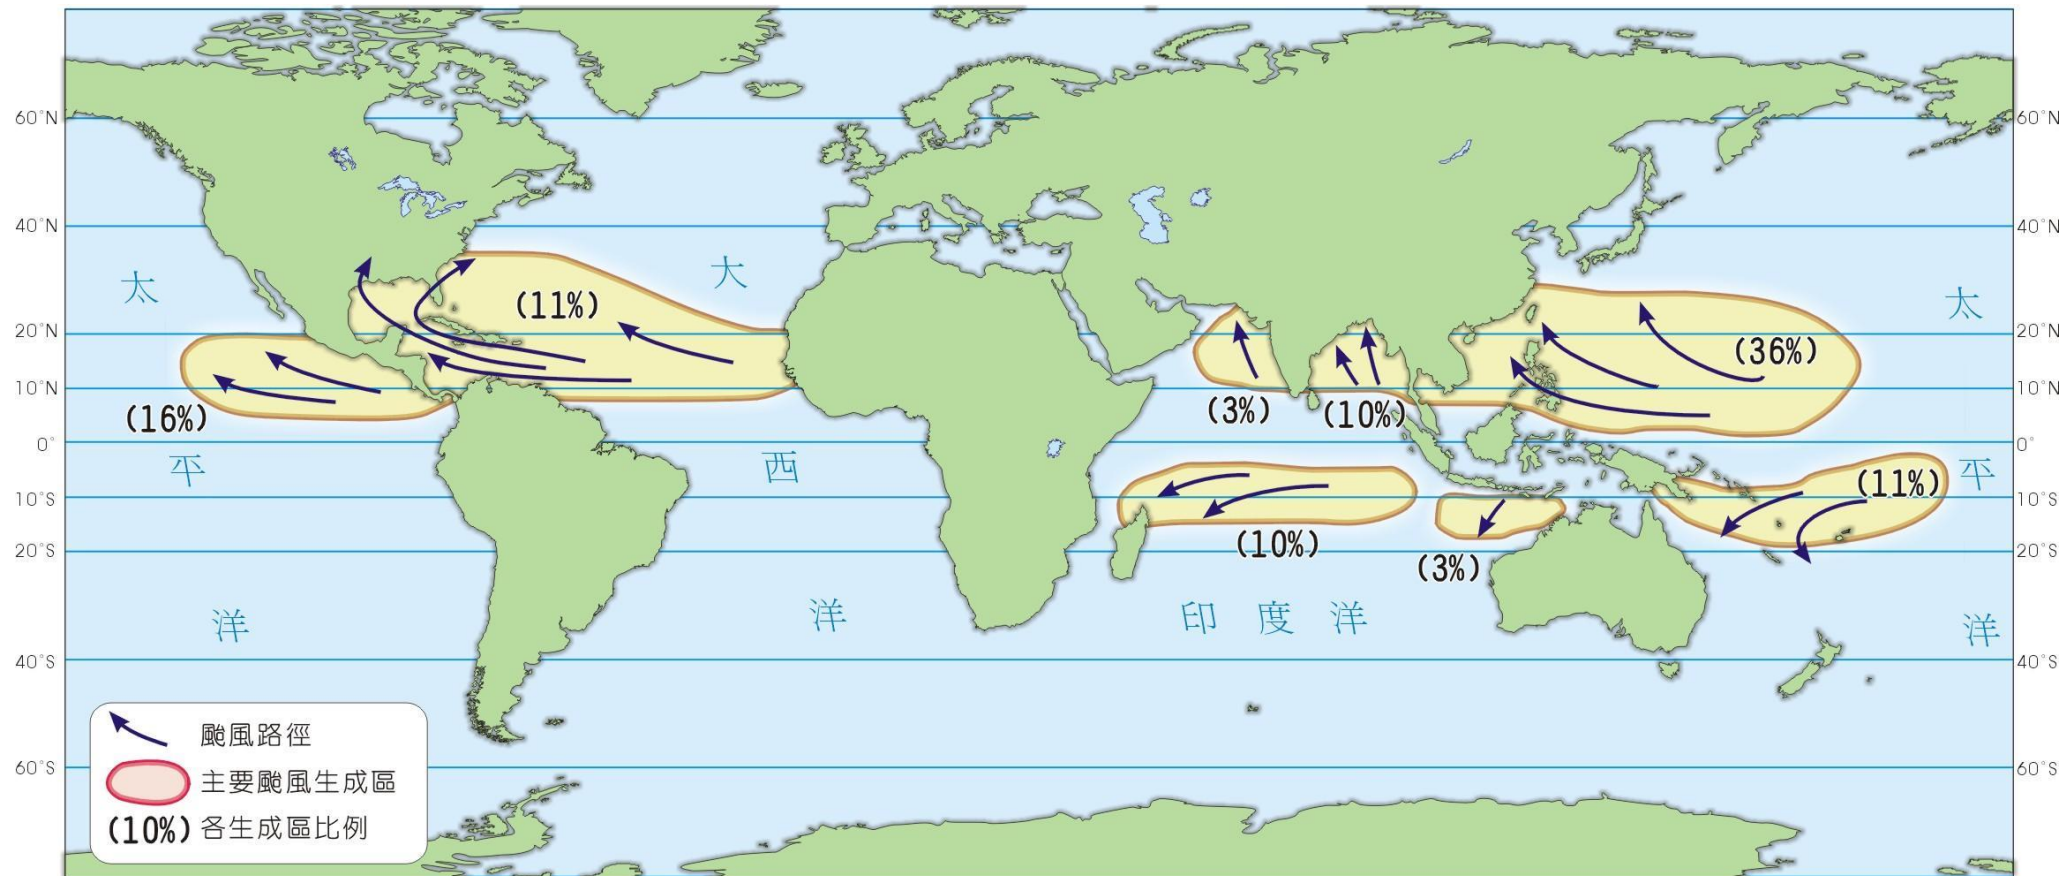 60°N 60°N
40°N 40°N
太 大 太
(11%)
20°N 20°N
(36%)
10°N 10°N
(16%) (3%) (10%)
0° 0°
平 西 平
(11%)
10°S 10°S
(10%)
20°S 20°S
(3%)
洋 洋 印度洋 洋
40°S 40°S
颱風路徑
60°S 60°S
主要颱風生成區
(10%) 各生成區比例